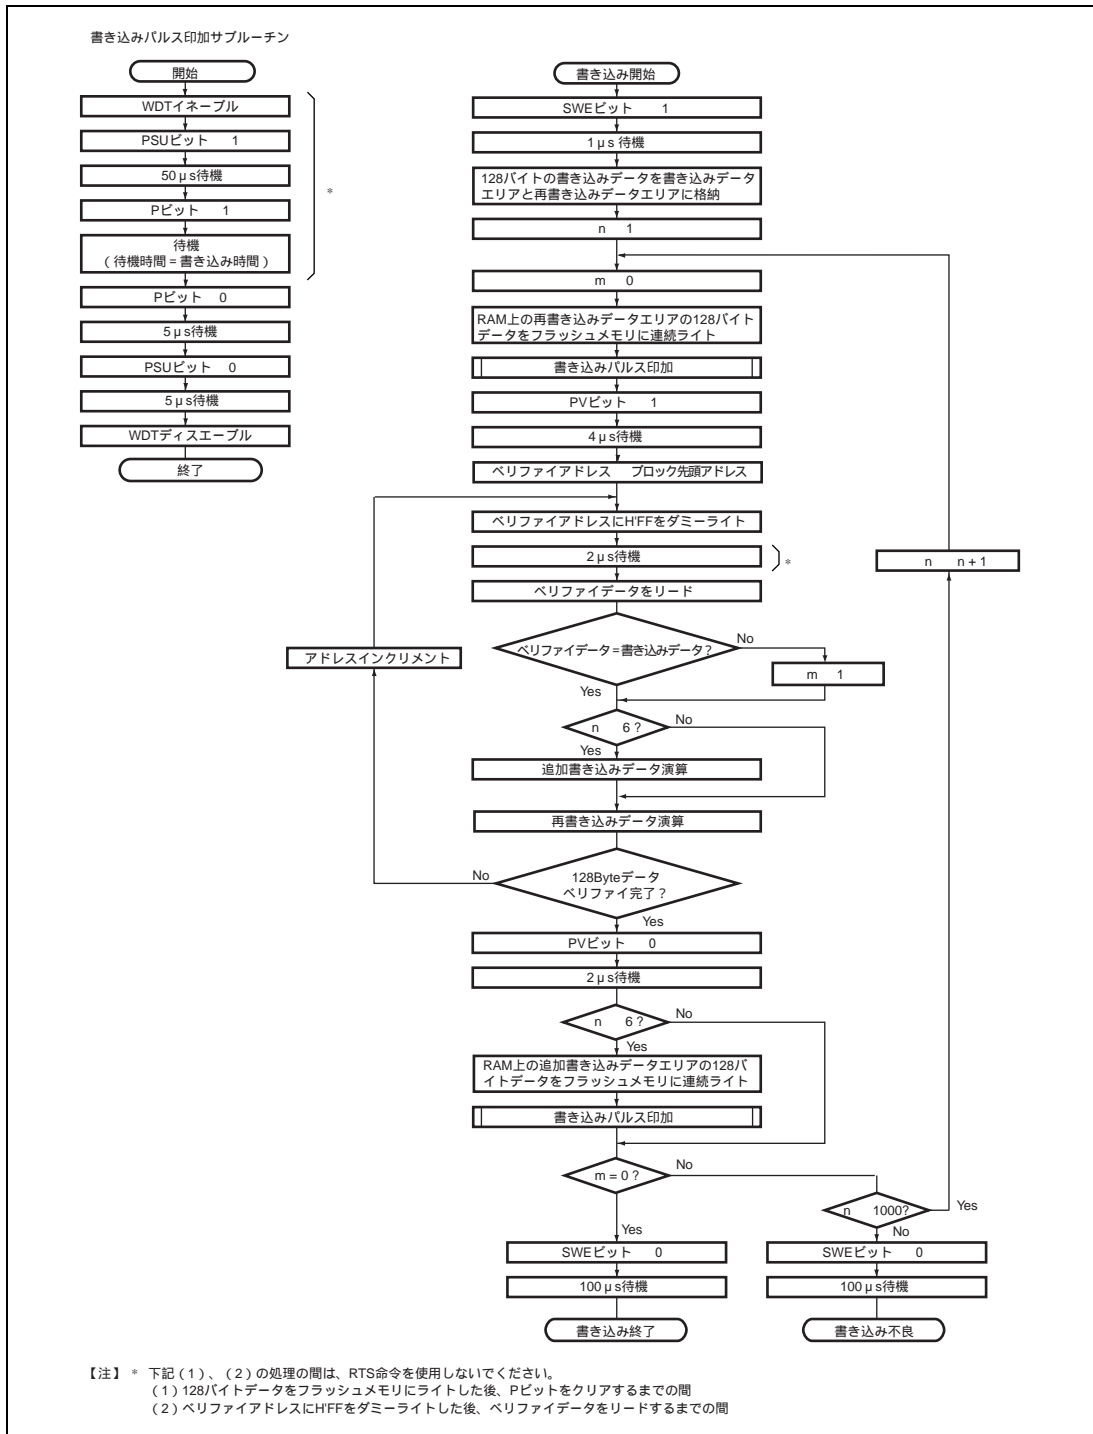 書き込みパルス印加サブルーチン
開始
WDTイネーブル
PSUビット 1
50μs待機
Pビット 1
待機
(待機時間=書き込み時間)
*
Pビット 0
5μs待機
PSUビット 0
5μs待機
WDTディスエーブル
終了
書き込み開始
SWEビット 1
1μs 待機
128バイトの書き込みデータを書き込みデータ
エリアと再書き込みデータエリアに格納
n 1
m 0
RAM上の再書き込みデータエリアの128バイト
データをフラッシュメモリに連続ライト
書き込みパルス印加
PVビット 1
4μs待機
ベリファイアドレス ブロック先頭アドレス
ベリファイアドレスにH'FFをダミーライト
2μs待機
*
n n+1
ベリファイデータをリード
ベリファイデータ=書き込みデータ?
No
アドレスインクリメント
m 1
Yes
n 6?
No
Yes
追加書き込みデータ演算
再書き込みデータ演算
No
128Byteデータ
ベリファイ完了?
Yes
PVビット 0
2μs待機
n 6?
No
Yes
RAM上の追加書き込みデータエリアの128バ
イトデータをフラッシュメモリに連続ライト
書き込みパルス印加
m=0?
No
n 1000?
Yes
Yes
No
SWEビット 0
SWEビット 0
100μs待機
100μs待機
書き込み終了
書き込み不良
【注】 * 下記(1)、(2)の処理の間は、RTS命令を使用しないでください。
(1)128バイトデータをフラッシュメモリにライトした後、Pビットをクリアするまでの間
(2)ベリファイアドレスにH'FFをダミーライトした後、ベリファイデータをリードするまでの間